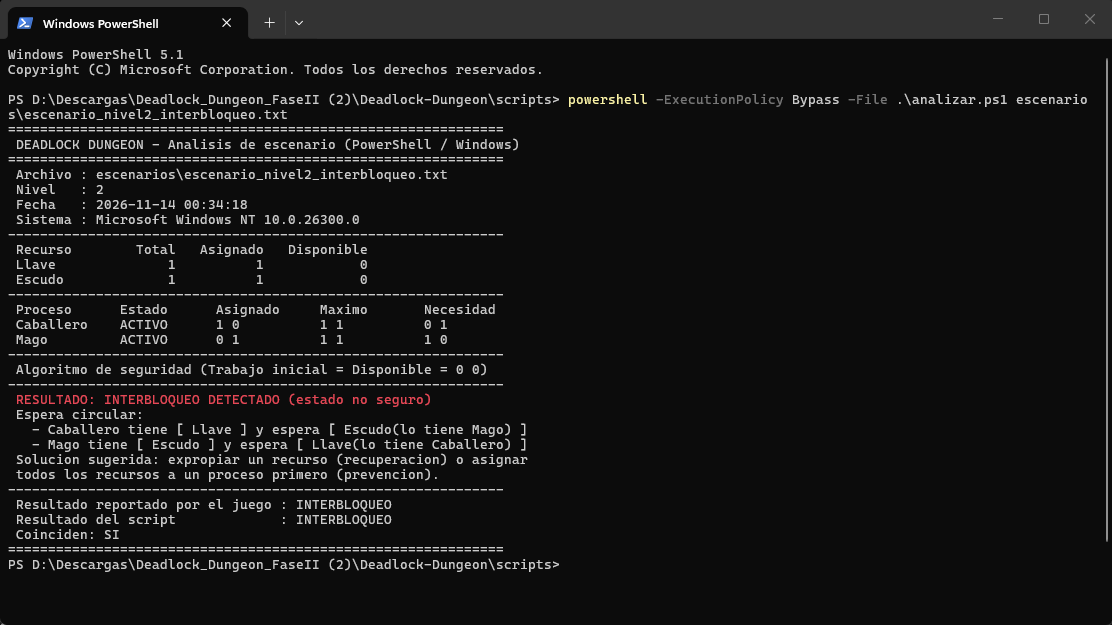 Windows PowerShell
Windows PowerShell 5.1
Copyright (C) Microsoft Corporation. Todos los derechos reservados.
PS D:\Descargas\Deadlock_Dungeon_FaseII (2)\Deadlock-Dungeon\scripts> powershell -ExecutionPolicy Bypass -File .\analizar.ps1 escenario
s\escenario_nivel2_interbloqueo.txt
==============================================================
DEADLOCK DUNGEON - Analisis de escenario (PowerShell / Windows)
==============================================================
Archivo : escenarios\escenario_nivel2_interbloqueo.txt
Nivel   : 2
Fecha   : 2026-11-14 00:34:18
Sistema : Microsoft Windows NT 10.0.26300.0
--------------------------------------------------------------
Recurso        Total   Asignado   Disponible
Llave              1          1            0
Escudo             1          1            0
--------------------------------------------------------------
Proceso      Estado      Asignado     Maximo       Necesidad
Caballero    ACTIVO      1 0          1 1          0 1
Mago         ACTIVO      0 1          1 1          1 0
--------------------------------------------------------------
Algoritmo de seguridad (Trabajo inicial = Disponible = 0 0)
--------------------------------------------------------------
RESULTADO: INTERBLOQUEO DETECTADO (estado no seguro)
Espera circular:
  - Caballero tiene [ Llave ] y espera [ Escudo(lo tiene Mago) ]
  - Mago tiene [ Escudo ] y espera [ Llave(lo tiene Caballero) ]
Solucion sugerida: expropiar un recurso (recuperacion) o asignar
todos los recursos a un proceso primero (prevencion).
--------------------------------------------------------------
Resultado reportado por el juego : INTERBLOQUEO
Resultado del script             : INTERBLOQUEO
Coinciden: SI
==============================================================
PS D:\Descargas\Deadlock_Dungeon_FaseII (2)\Deadlock-Dungeon\scripts>